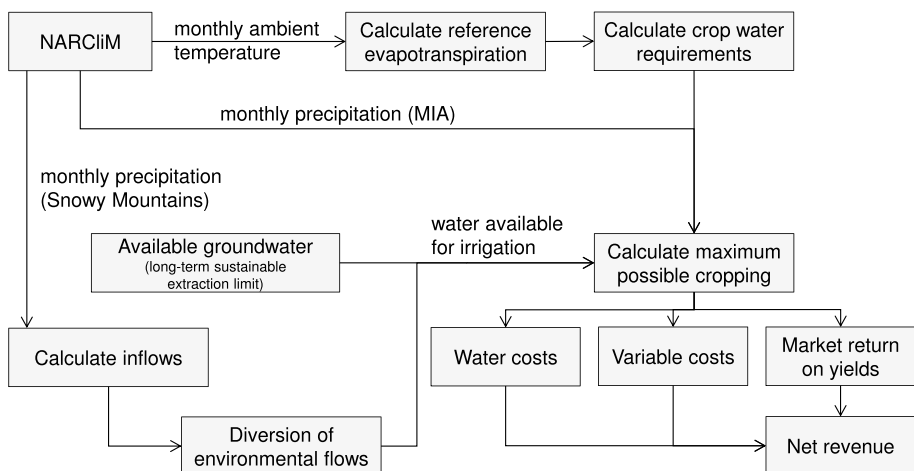 NARCliM
monthly ambient
temperature
Calculate reference
evapotranspiration
Calculate crop water
requirements
monthly precipitation (MIA)
monthly precipitation
(Snowy Mountains)
water available
for irrigation
Available groundwater
(long-term sustainable
extraction limit)
Calculate maximum
possible cropping
Calculate inflows
Water costs
Variable costs
Market return
on yields
Diversion of
environmental flows
Net revenue